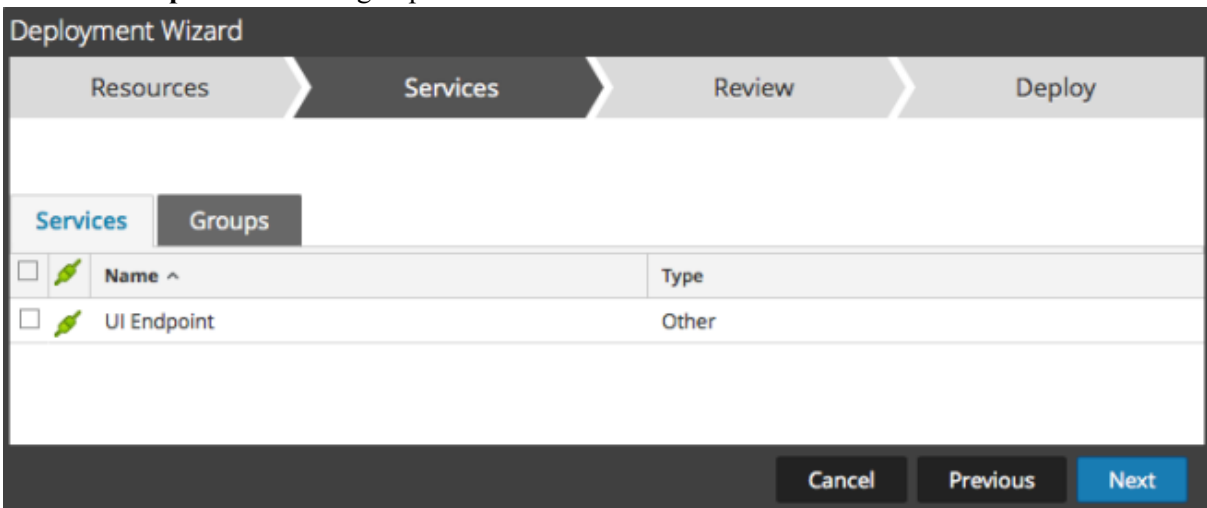 Deployment Wizard
Resources Services Review Deploy
Services Groups
Name ^ Type
UI Endpoint Other
Cancel Previous Next